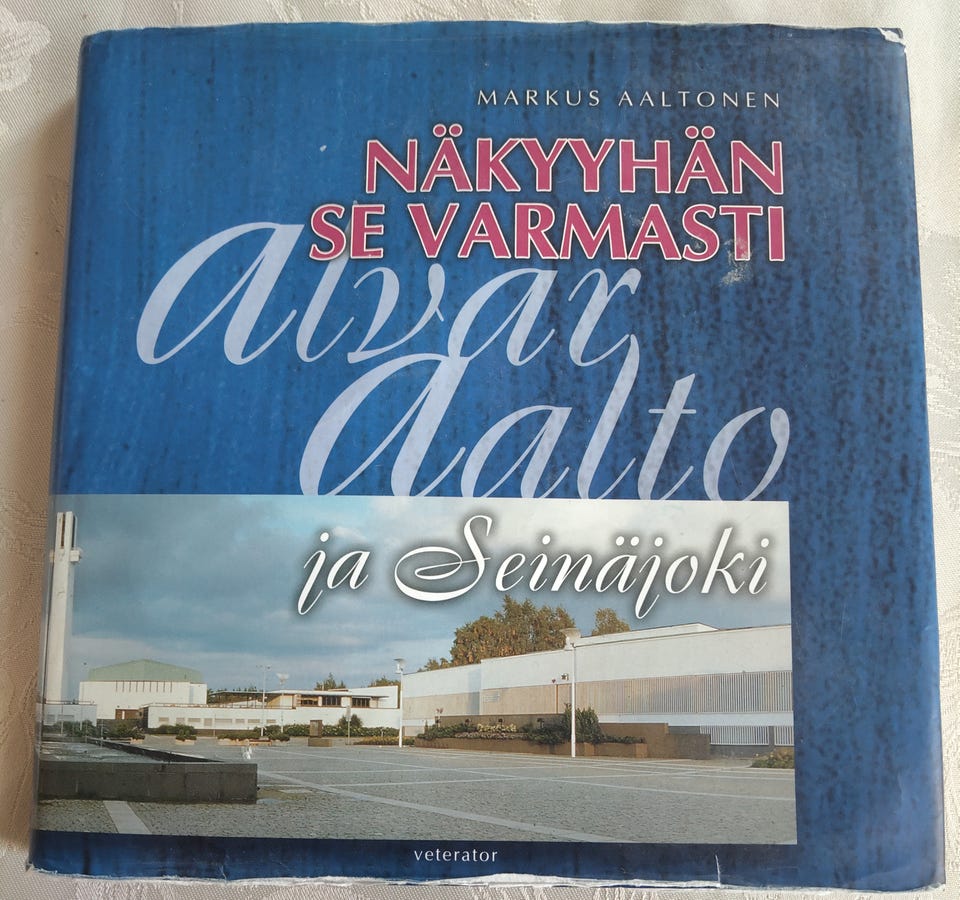 MARKUS AALTONEN
NÄKYYHÄN
SE VARMASTI
alvar
aalto
ja Seinäjoki
veterator